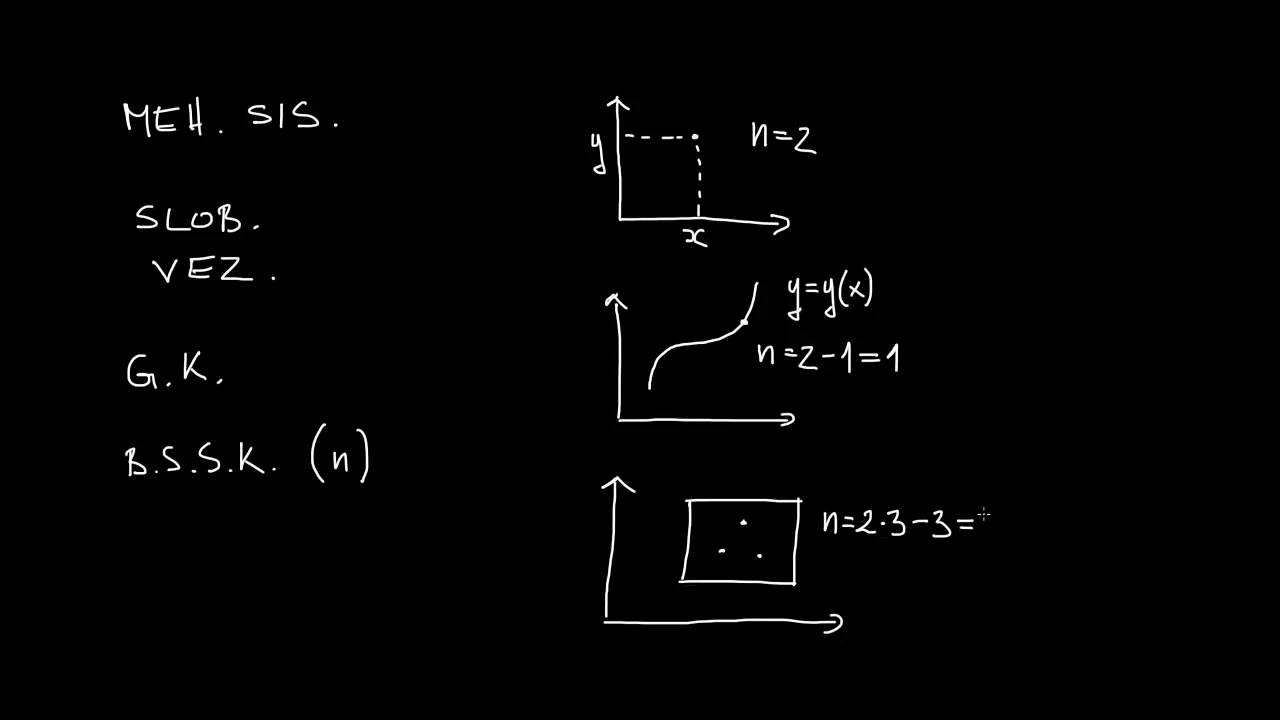 MEH. SIS.
SLOB.
VEZ.
G.K.
B.S.S.K. (n)
y
n=2
x
y=y(x)
n=2-1=1
n=2·3-3=